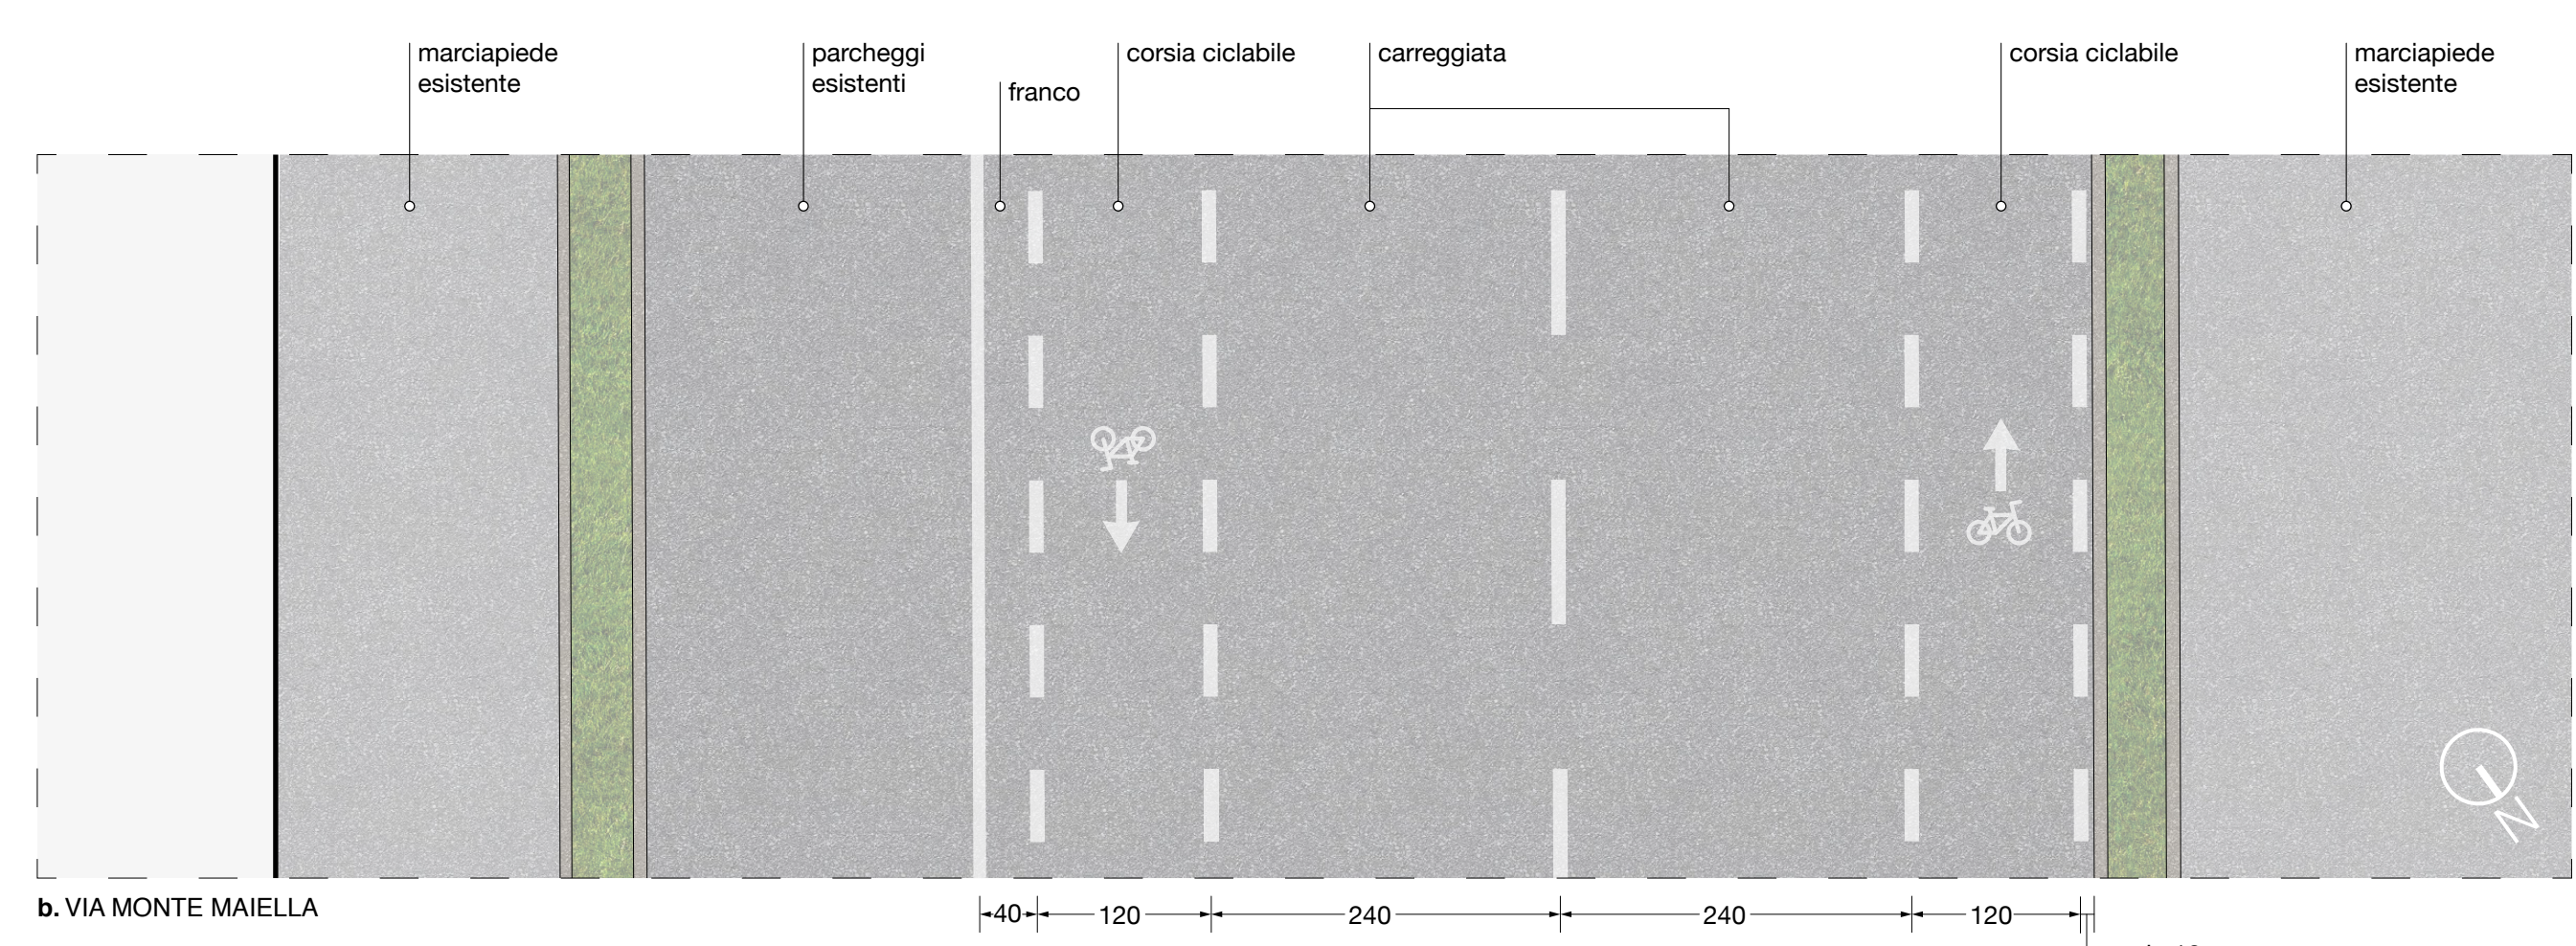 marciapiede
esistente
parcheggi
esistenti
franco
corsia ciclabile
carreggiata
corsia ciclabile
marciapiede
esistente
N
b. VIA MONTE MAIELLA
40
120
240
240
120